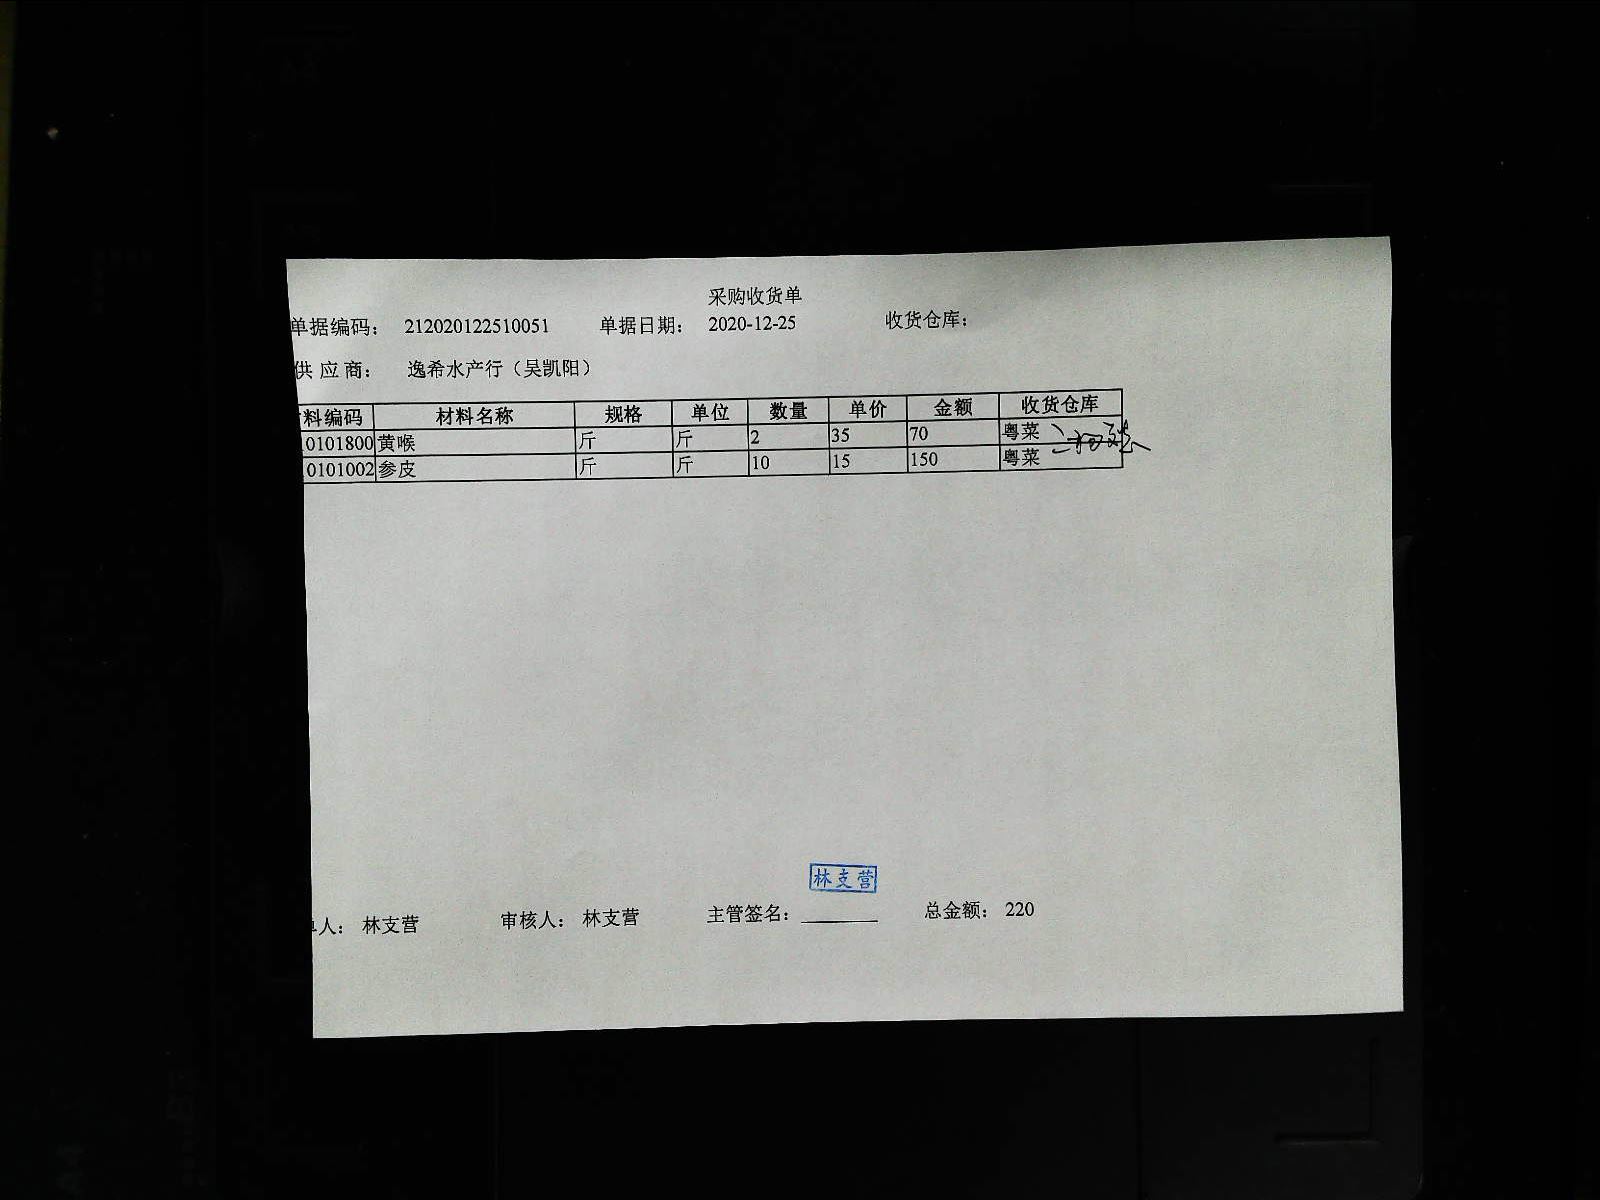 采购收货单
单据编码： 212020122510051 单据日期： 2020-12-25 收货仓库：
供应商： 逸希水产行（吴凯阳）
料编码 材料名称 规格 单位 数量 单价 金额 收货仓库
0101800 黄喉 斤 斤 2 35 70 粤菜
0101002 参皮 斤 斤 10 15 150 粤菜
林支营
单人： 林支营 审核人： 林支营 主管签名： 总金额： 220